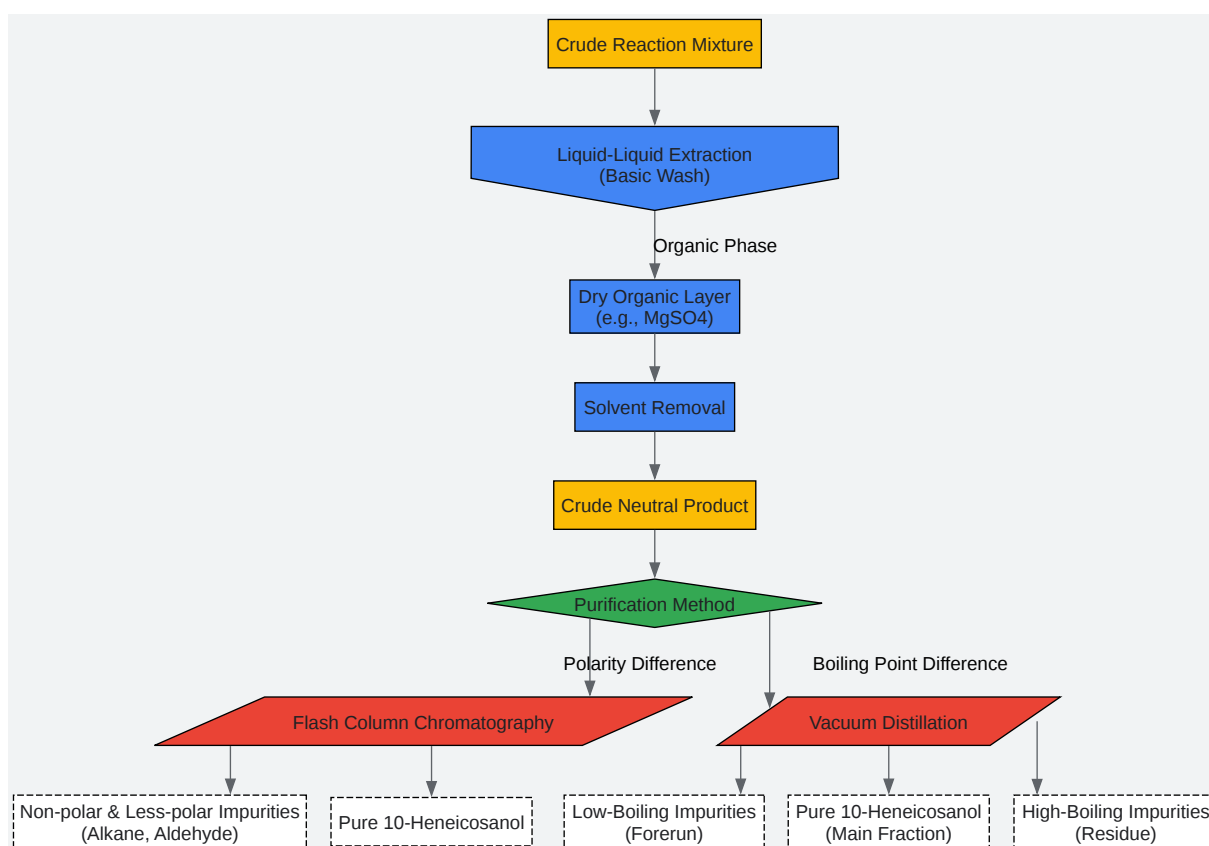 Crude Reaction Mixture
Liquid-Liquid Extraction
(Basic Wash)
Organic Phase
Dry Organic Layer
(e.g., MgSO4)
Solvent Removal
Crude Neutral Product
Purification Method
Polarity Difference
Boiling Point Difference
Flash Column Chromatography
Vacuum Distillation
Non-polar & Less-polar Impurities
(Alkane, Aldehyde)
Pure 10-Heneicosanol
Low-Boiling Impurities
(Forerun)
Pure 10-Heneicosanol
(Main Fraction)
High-Boiling Impurities
(Residue)